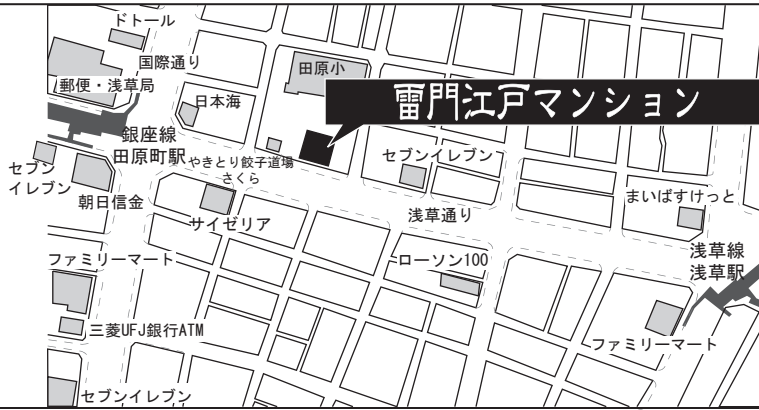 ドトール
国際通り
田原小
郵便・浅草局
日本海
雷門江戸マンション
銀座線
田原町駅
やきとり餃子道場
さくら
セブンイレブン
セブン
イレブン
朝日信金
サイゼリア
浅草通り
まいばすけっと
ファミリーマート
ローソン100
浅草線
浅草駅
三菱UFJ銀行ATM
ファミリーマート
セブンイレブン